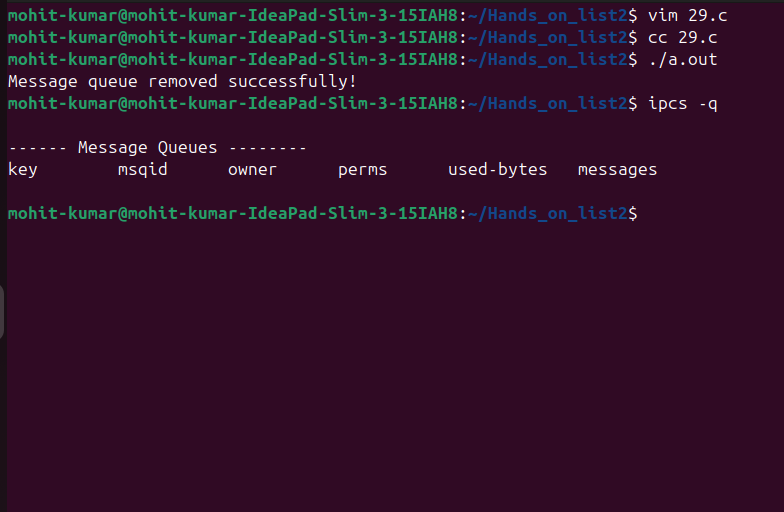 mohit-kumar@mohit-kumar-IdeaPad-Slim-3-15IAH8:~/Hands_on_list2$ vim 29.c
mohit-kumar@mohit-kumar-IdeaPad-Slim-3-15IAH8:~/Hands_on_list2$ cc 29.c
mohit-kumar@mohit-kumar-IdeaPad-Slim-3-15IAH8:~/Hands_on_list2$ ./a.out
Message queue removed successfully!
mohit-kumar@mohit-kumar-IdeaPad-Slim-3-15IAH8:~/Hands_on_list2$ ipcs -q
------ Message Queues --------
key        msqid      owner      perms      used-bytes   messages
mohit-kumar@mohit-kumar-IdeaPad-Slim-3-15IAH8:~/Hands_on_list2$